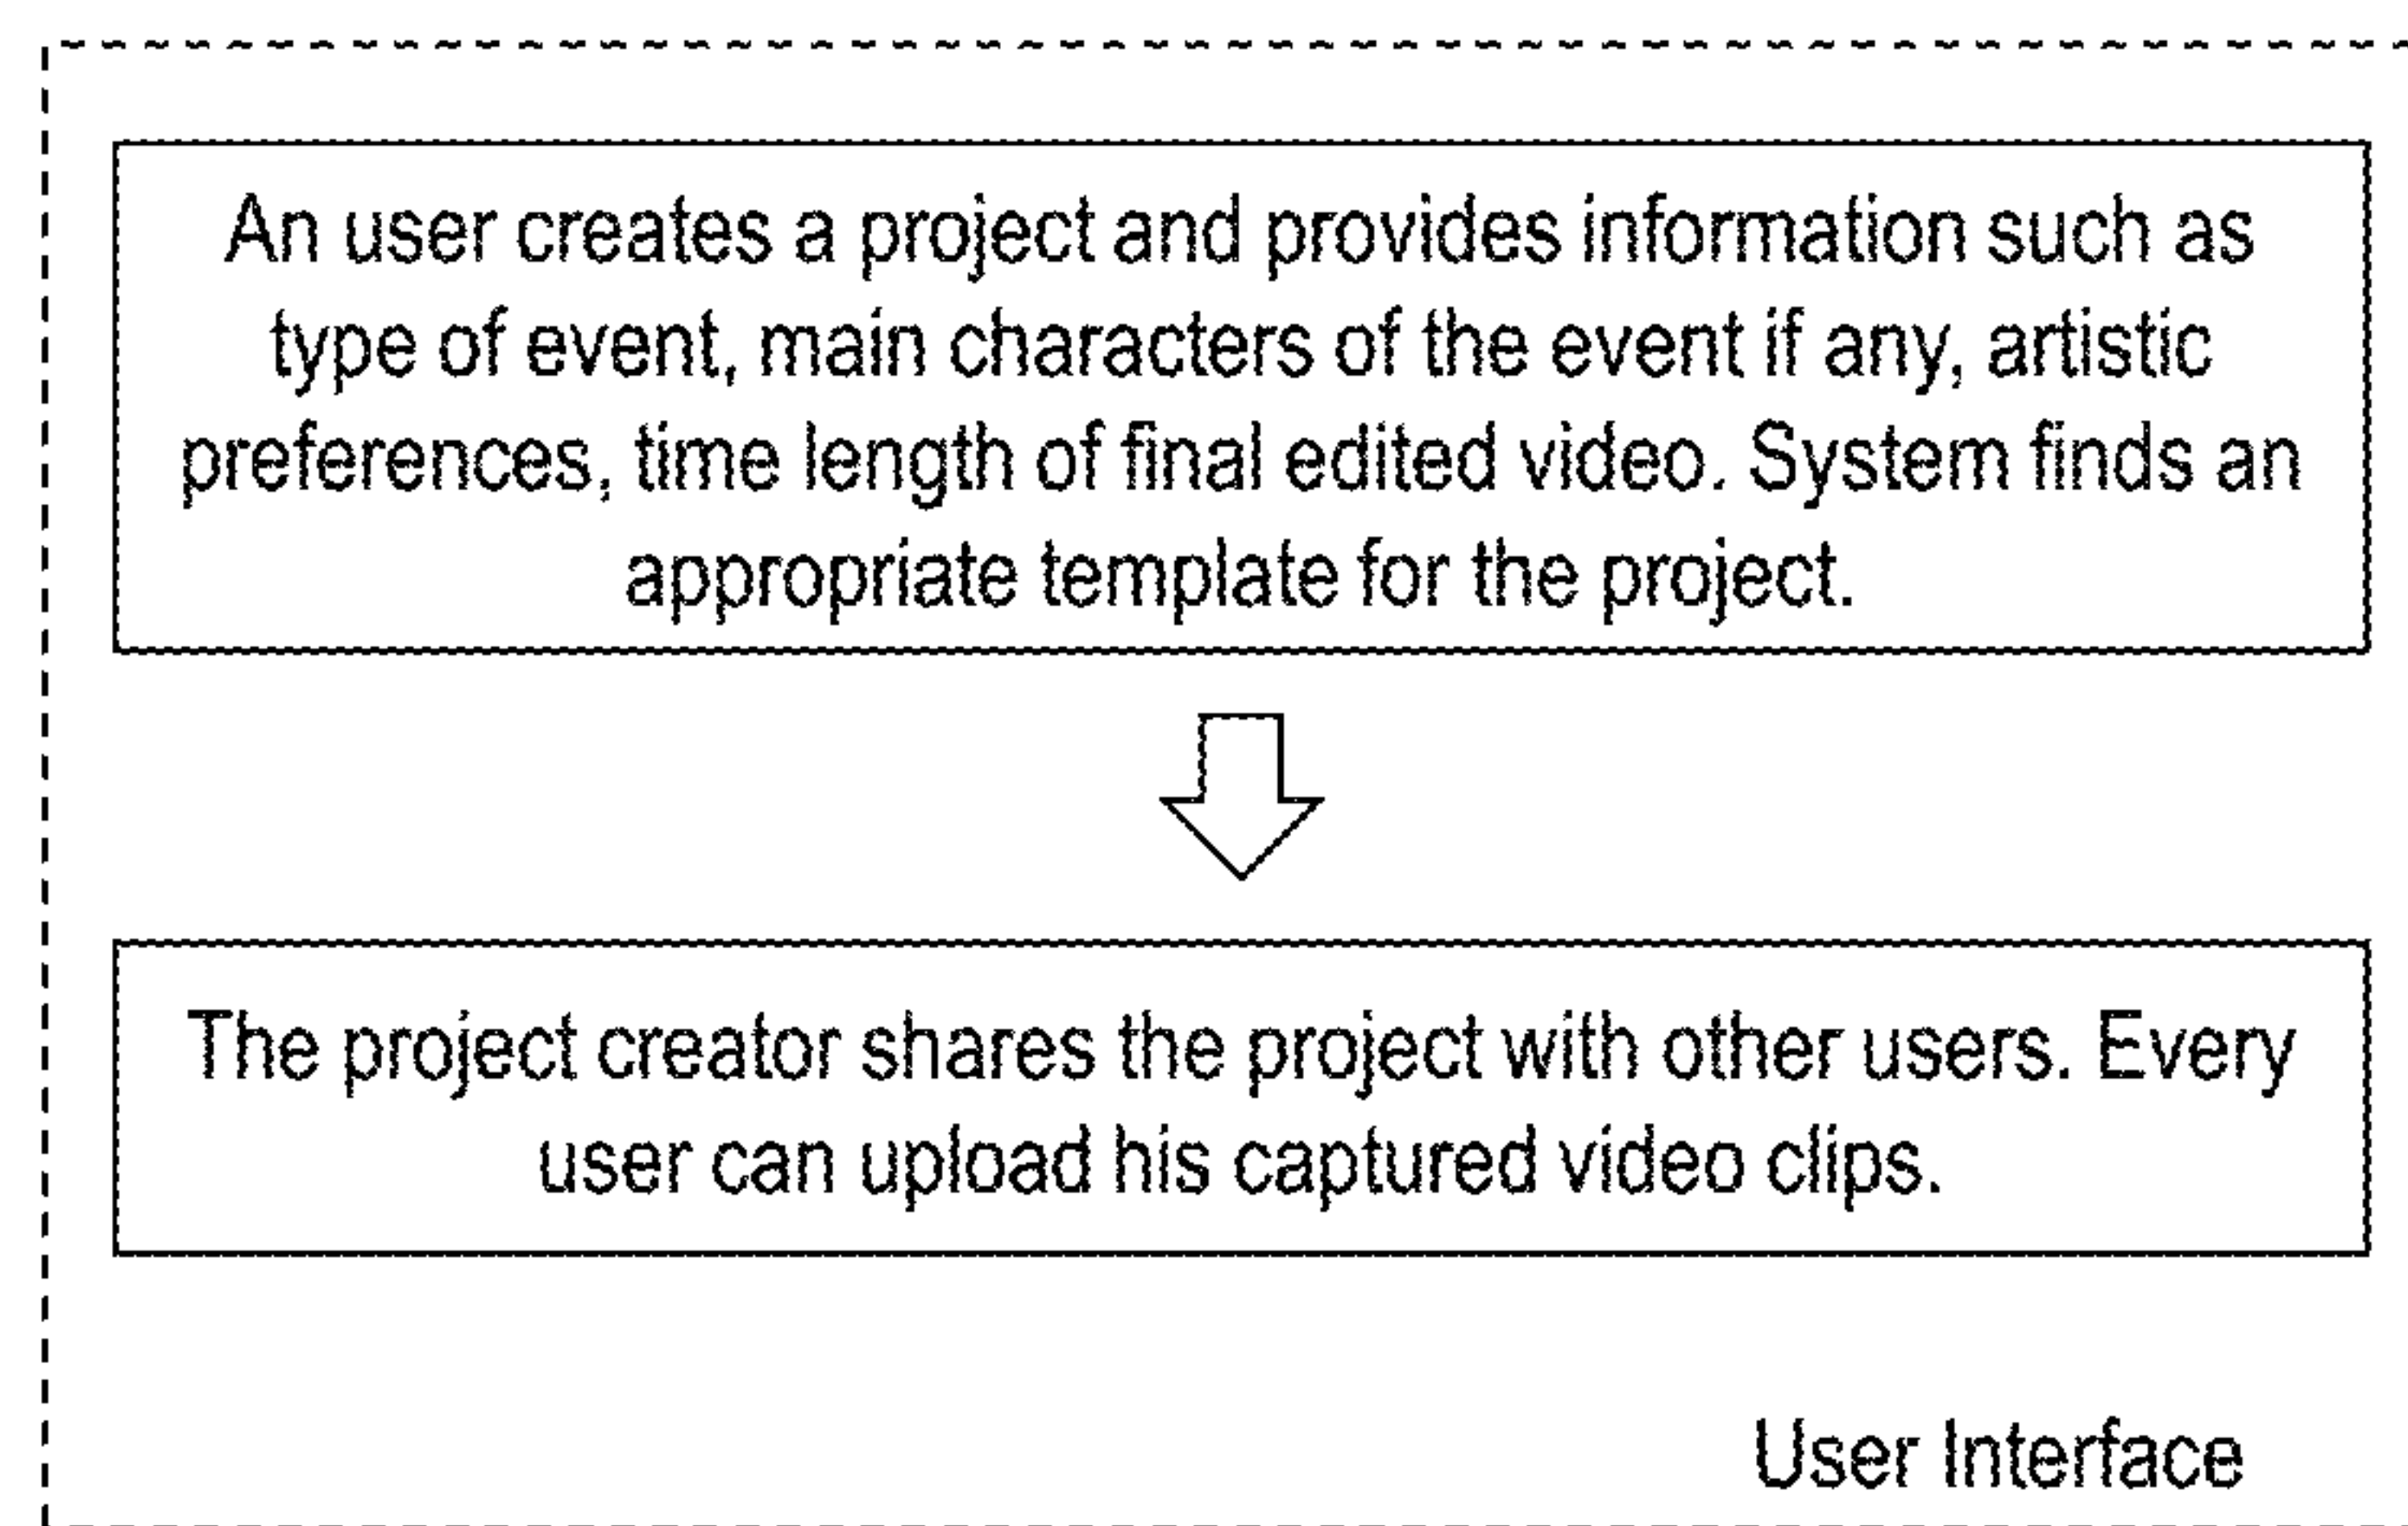 An user creates a project and provides information such as
type of event, main characters of the event if any, artistic
preferences, time length of final edited video. System finds an
appropriate template for the project.
The project creator shares the project with other users. Every
user can upload his captured video clips.
User Interface